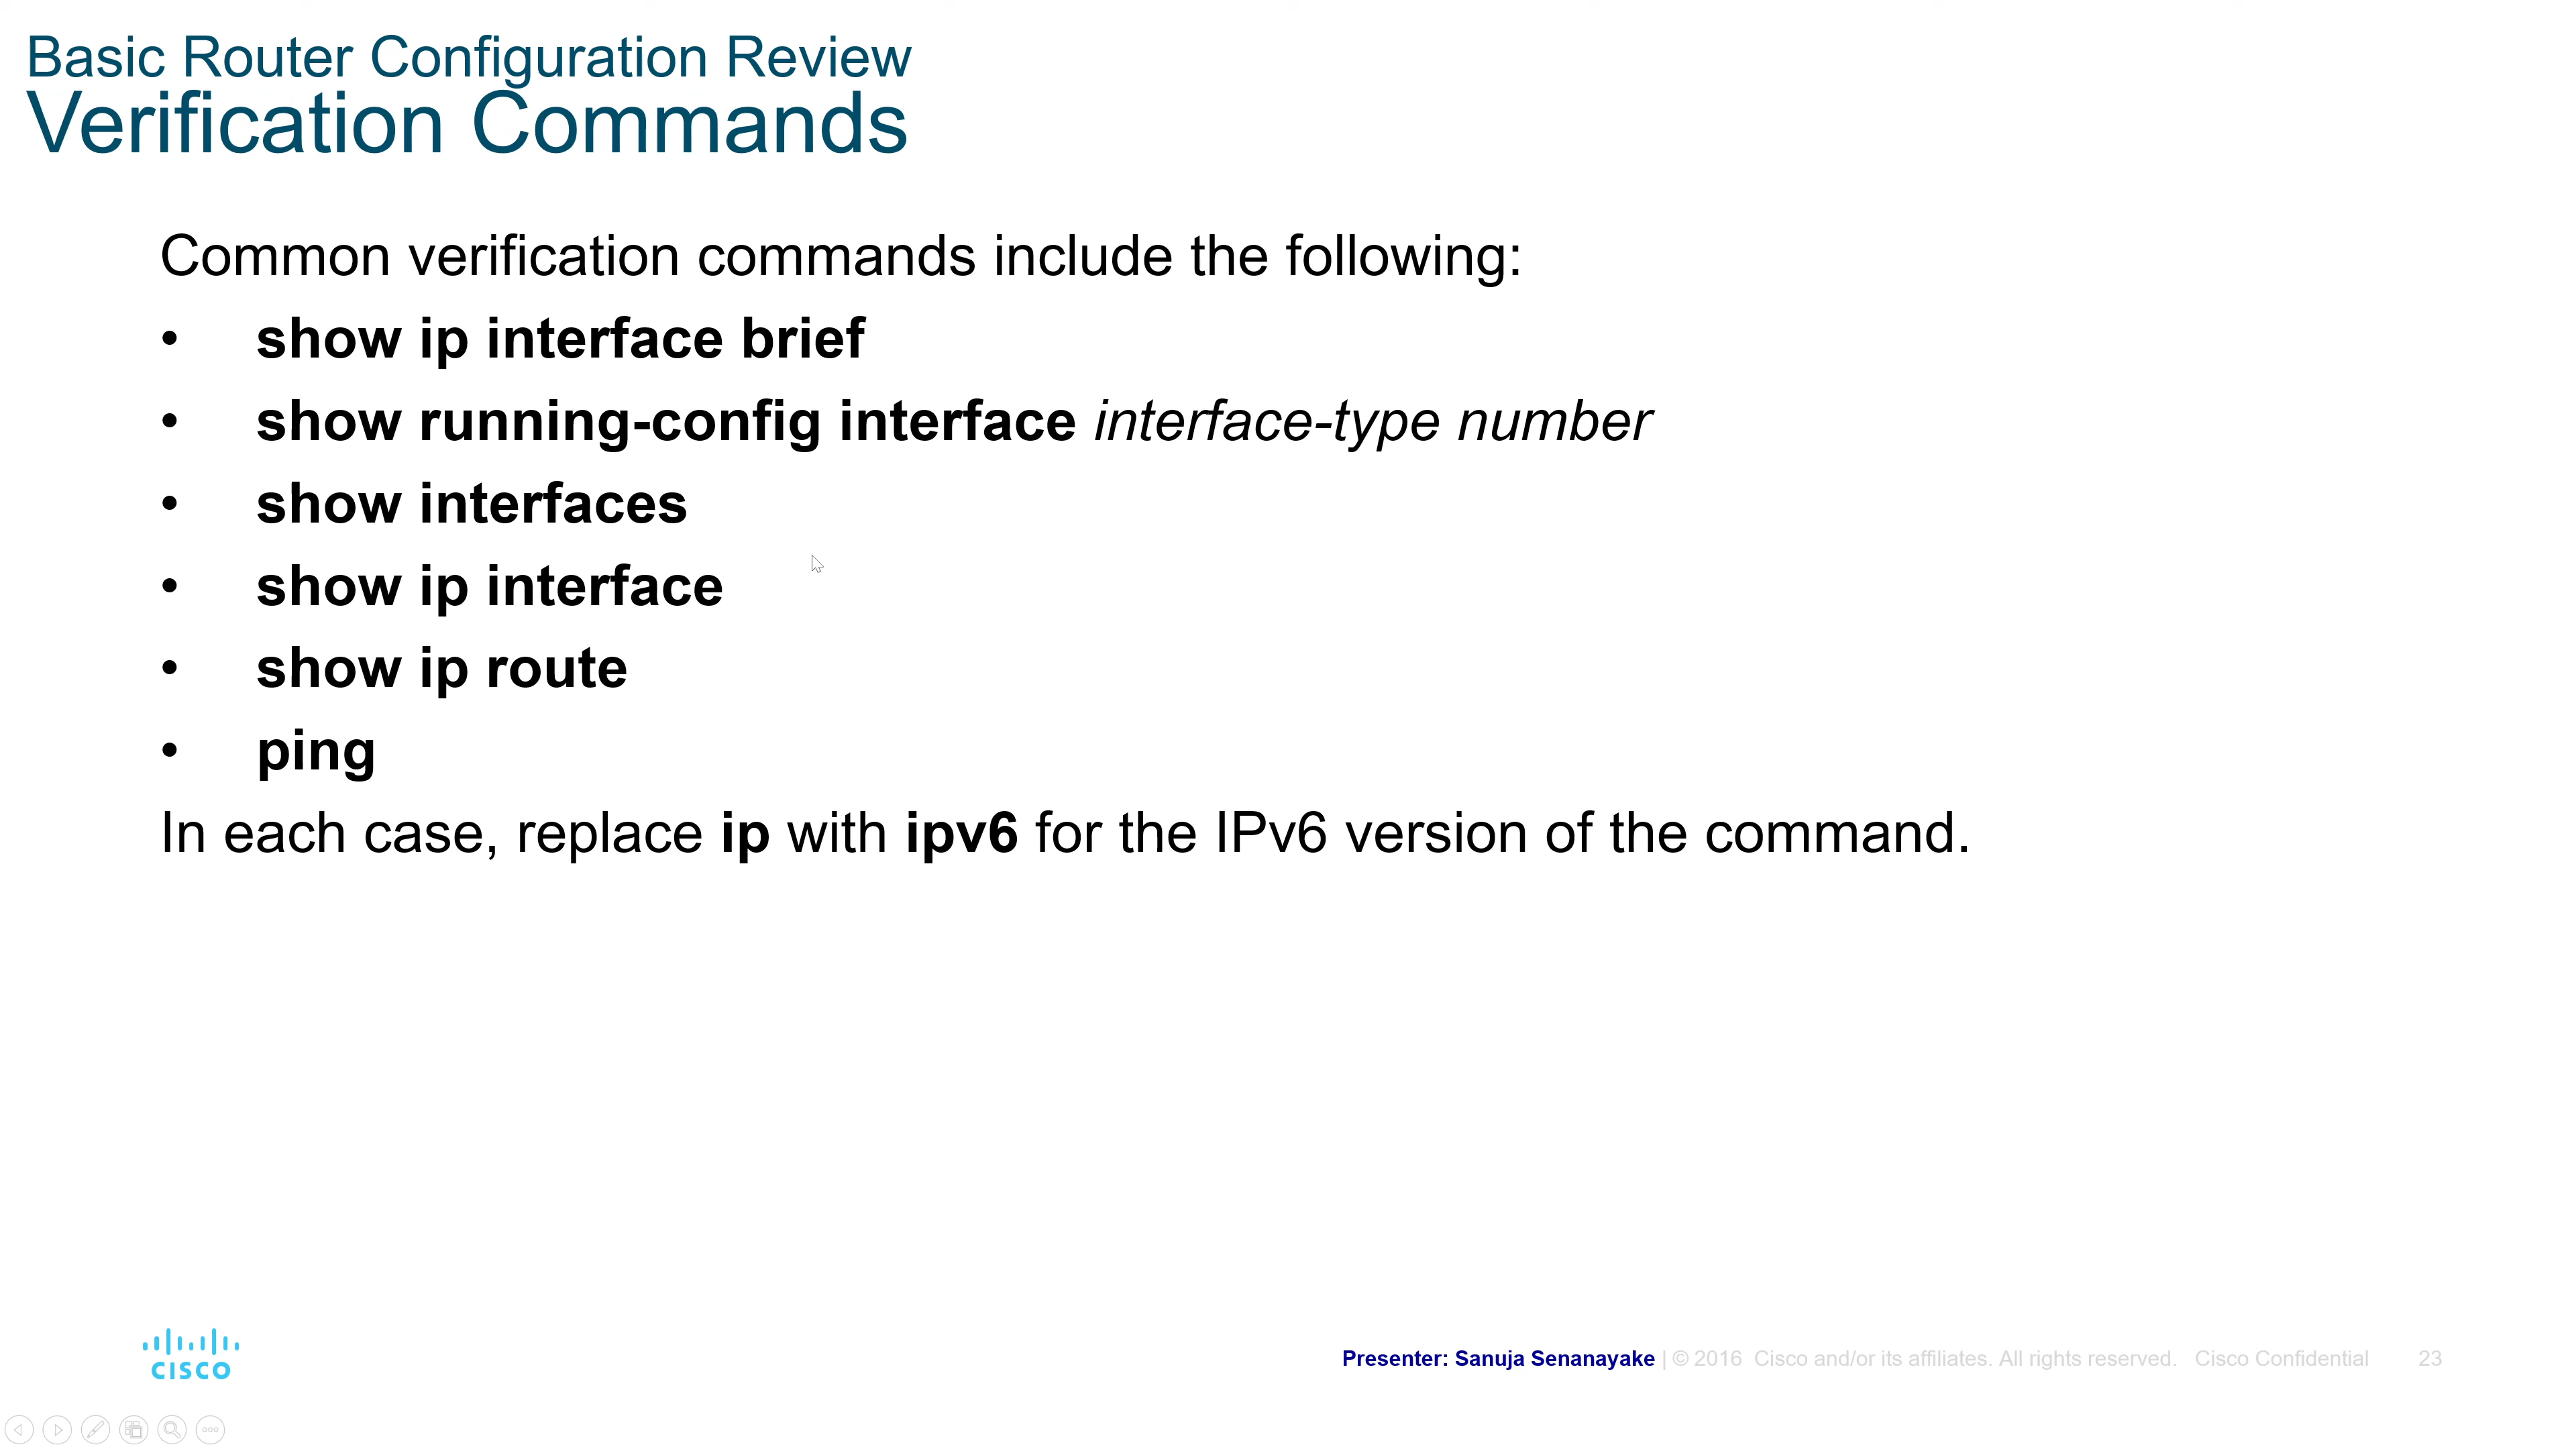 Basic Router Configuration Review
Verification Commands
Common verification commands include the following:
• show ip interface brief
• show running-config interface interface-type number
• show interfaces
• show ip interface
• show ip route
• ping
In each case, replace ip with ipv6 for the IPv6 version of the command.
CISCO
Presenter: Sanuja Senanayake | © 2016 Cisco and/or its affiliates. All rights reserved. Cisco Confidential 23